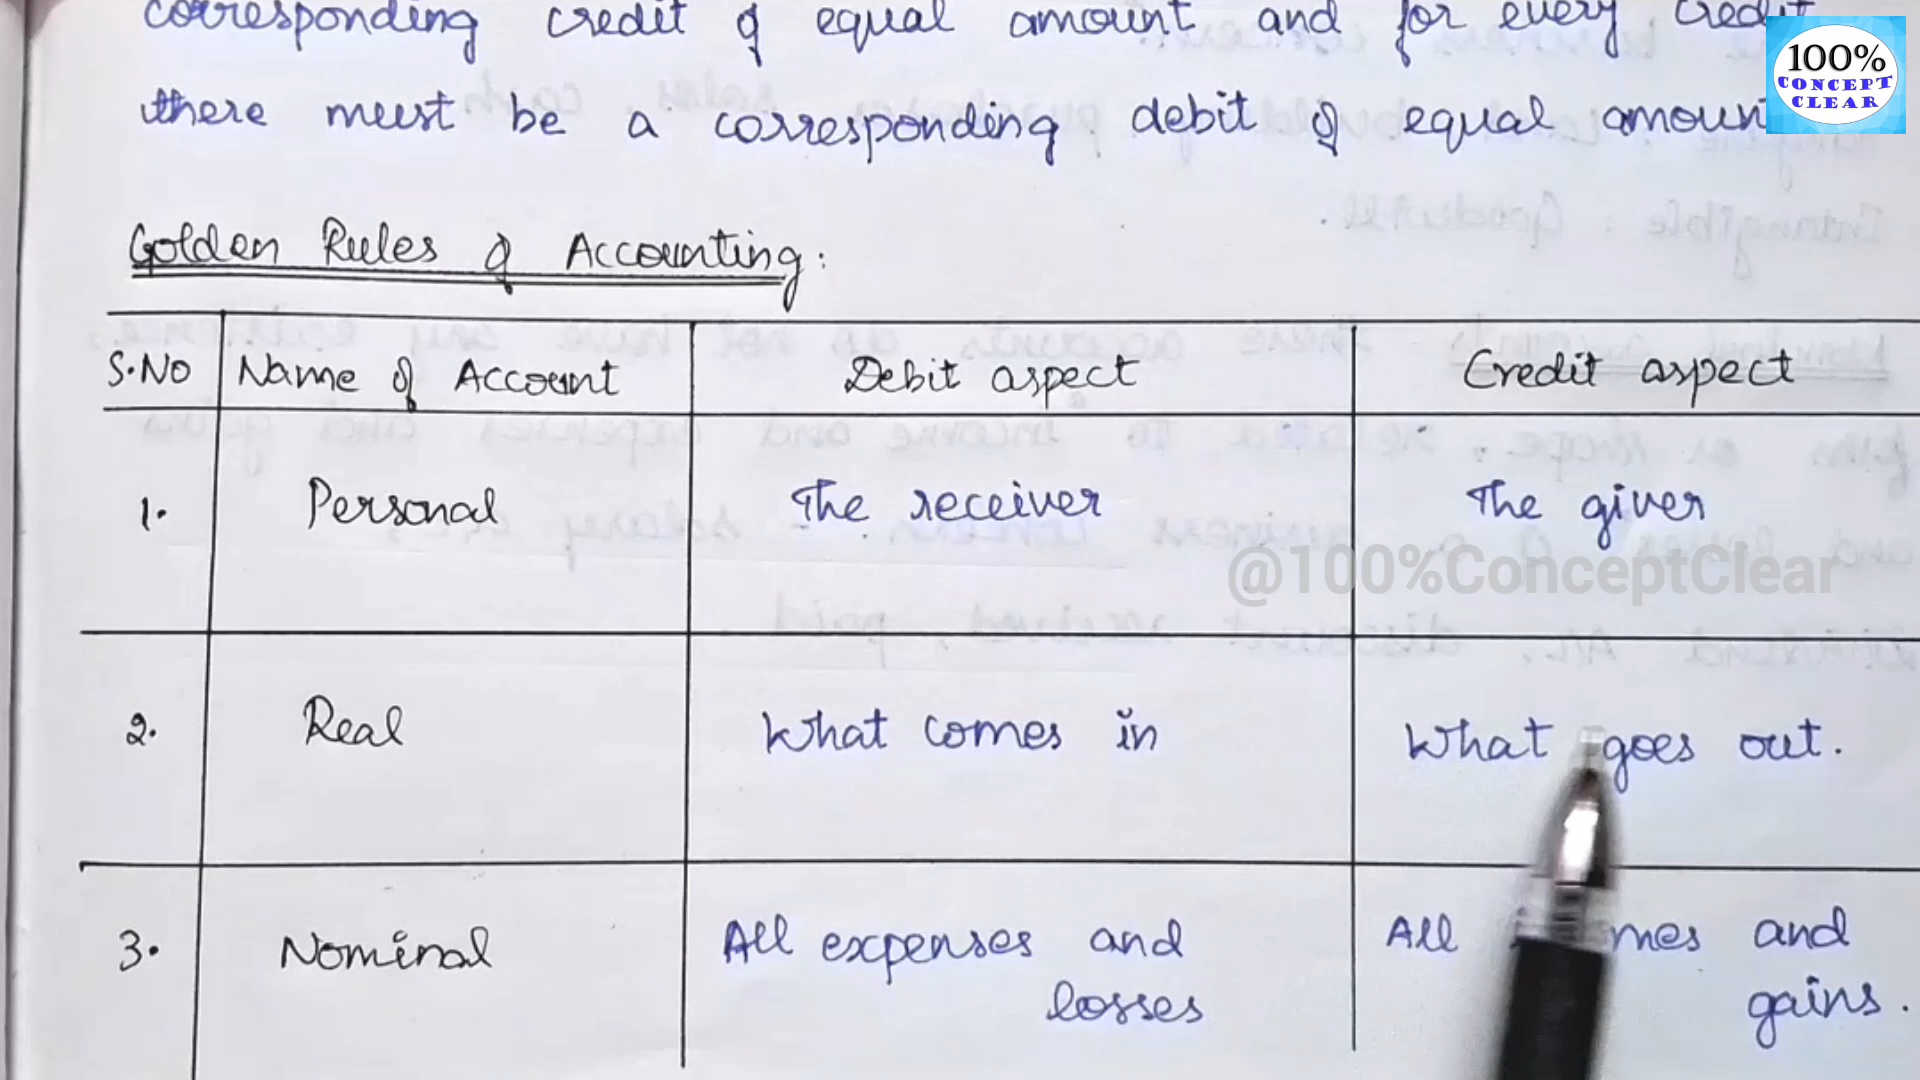 corresponding credit of equal amount and for every credit
there must be a corresponding debit of equal amount
100%
CONCEPT
CLEAR
Golden Rules of Accounting:
S.No Name of Account Debit aspect Credit aspect
1. Personal The receiver The giver
@100%ConceptClear
2. Real What comes in What goes out.
3. Nominal All expenses and losses All and gains.